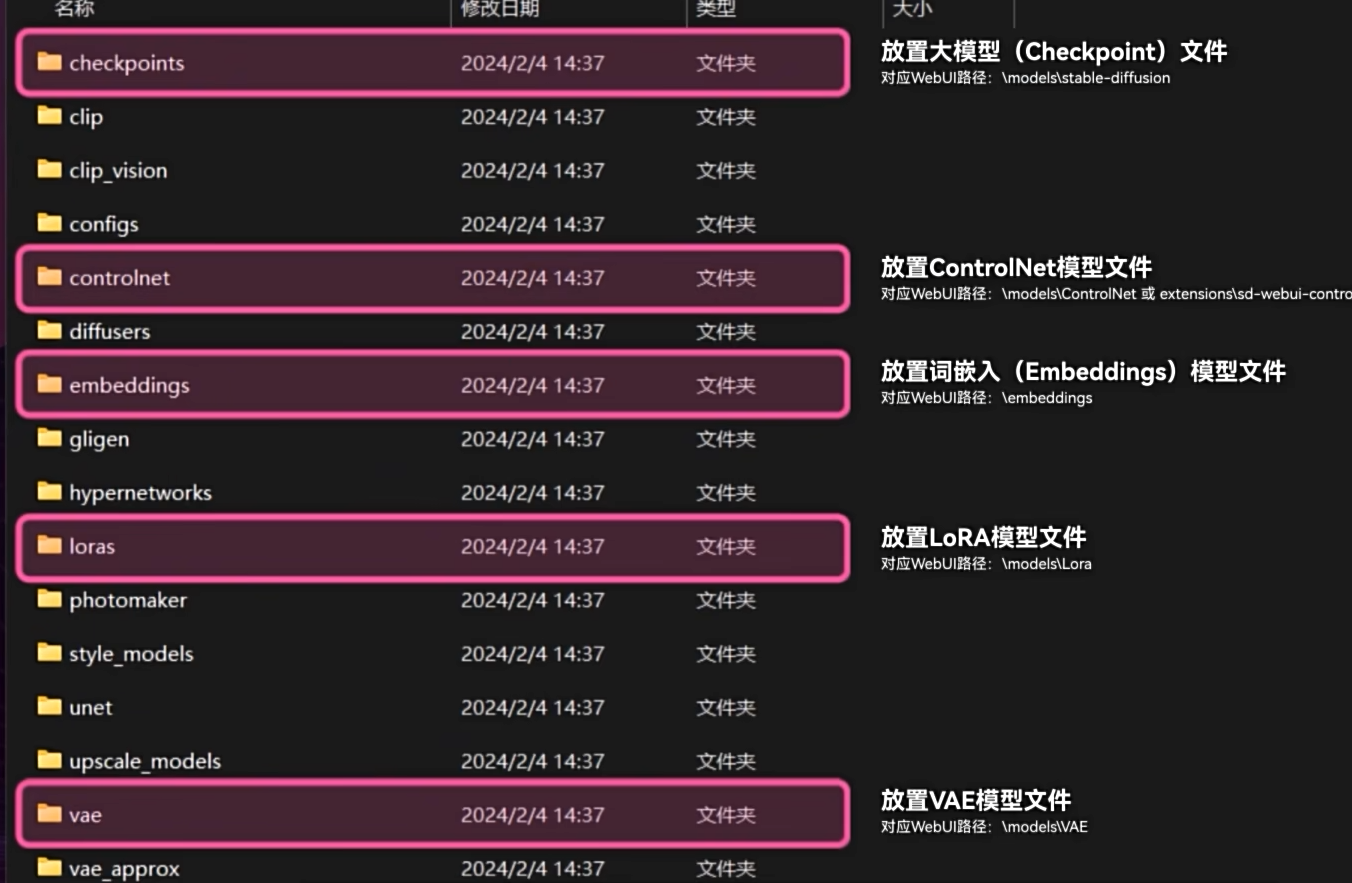 名称 修改日期 类型 大小
checkpoints 2024/2/4 14:37 文件夹
放置大模型（Checkpoint）文件
对应WebUI路径：\models\stable-diffusion
clip 2024/2/4 14:37 文件夹
clip_vision 2024/2/4 14:37 文件夹
configs 2024/2/4 14:37 文件夹
controlnet 2024/2/4 14:37 文件夹
放置ControlNet模型文件
对应WebUI路径：\models\ControlNet 或 extensions\sd-webui-contro
diffusers 2024/2/4 14:37 文件夹
embeddings 2024/2/4 14:37 文件夹
放置词嵌入（Embeddings）模型文件
对应WebUI路径：\embeddings
gligen 2024/2/4 14:37 文件夹
hypernetworks 2024/2/4 14:37 文件夹
loras 2024/2/4 14:37 文件夹
放置LoRA模型文件
对应WebUI路径：\models\Lora
photomaker 2024/2/4 14:37 文件夹
style_models 2024/2/4 14:37 文件夹
unet 2024/2/4 14:37 文件夹
upscale_models 2024/2/4 14:37 文件夹
vae 2024/2/4 14:37 文件夹
放置VAE模型文件
对应WebUI路径：\models\VAE
vae_approx 2024/2/4 14:37 文件夹